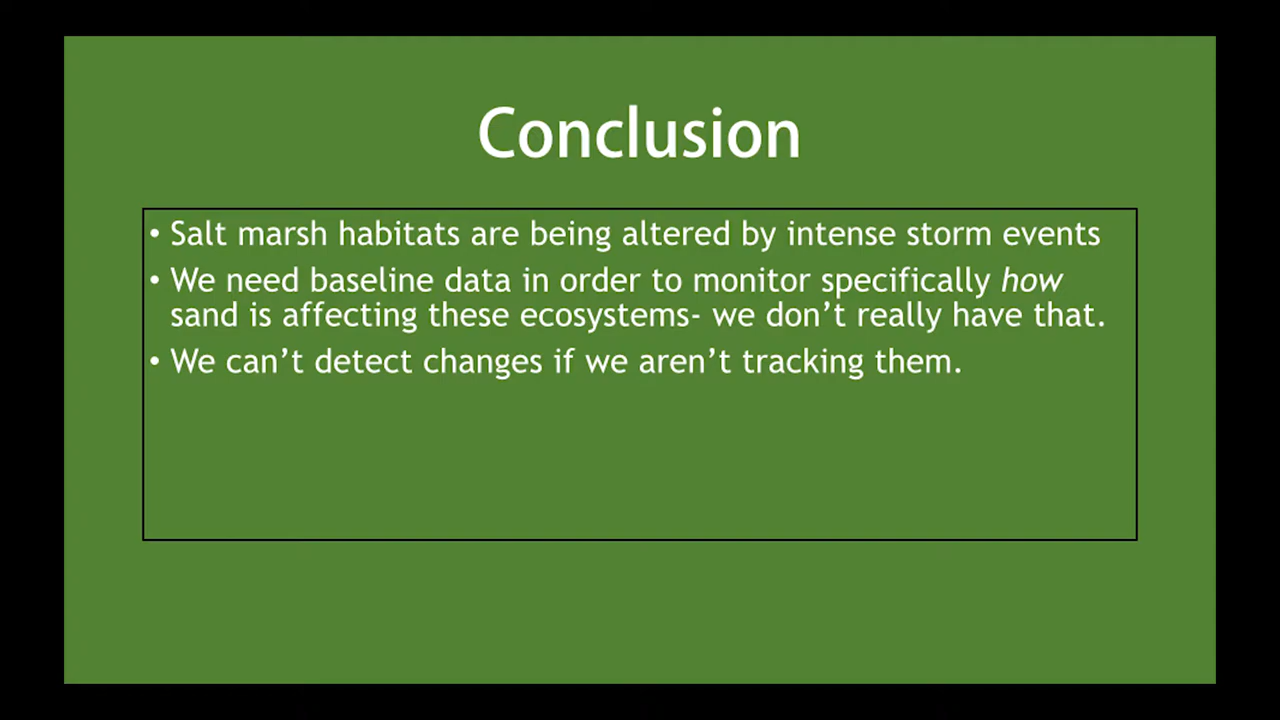 Conclusion
• Salt marsh habitats are being altered by intense storm events
• We need baseline data in order to monitor specifically how
sand is affecting these ecosystems- we don’t really have that.
• We can’t detect changes if we aren’t tracking them.